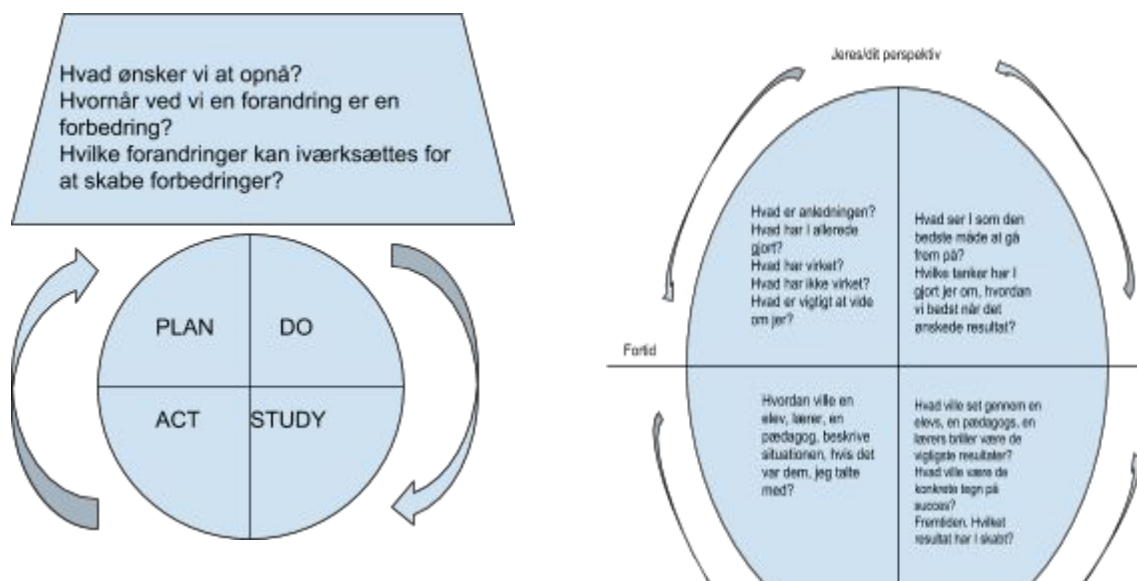 Hvad ønsker vi at opnå?
Hvornår ved vi en forandring er en
forbedring?
Hvilke forandringer kan iværksættes for
at skabe forbedringer?
PLAN
DO
ACT
STUDY
Jeres/dit perspektiv
Hvad er anledningen?
Hvad har I allerede
gjort?
Hvad har virket?
Hvad har ikke virket?
Hvad er vigtigt at vide
om jer?
Hvad ser I som den
bedste måde at gå
frem på?
Hvilke tanker har I
gjort jer om, hvordan
vi bedst når det
ønskede resultat?
Fortid
Hvordan ville en
elev, lærer, en
pædagog, beskrive
situationen, hvis det
var dem, jeg talte
med?
Hvad ville set gennem en
elevs, en pædagogs, en
lærers briller være de
vigtigste resultater?
Hvad ville være de
konkrete tegn på
succes?
Fremtiden. Hvilket
resultat har I skabt?